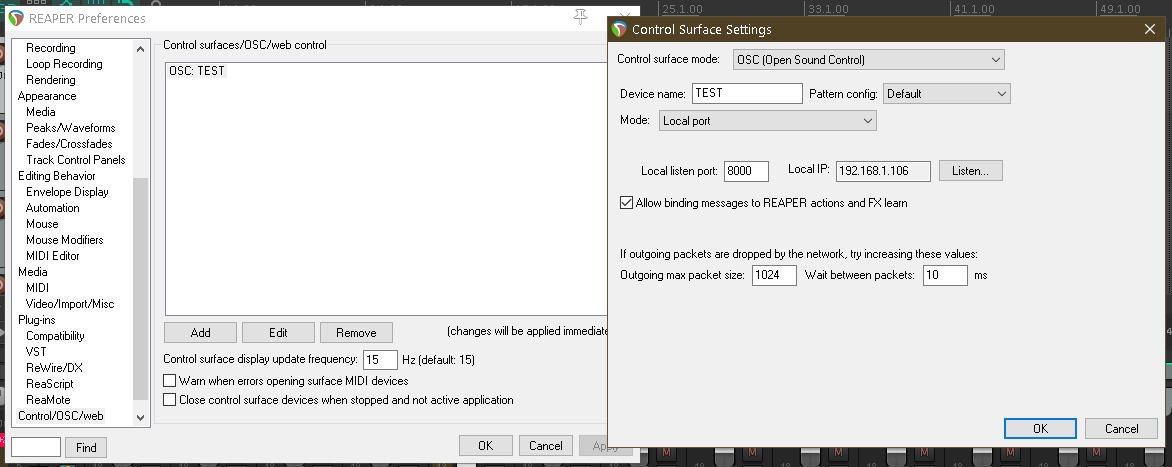 REAPER Preferences
25.1.00
33.1.00
41.1.00
49.1.00
Recording
Loop Recording
Rendering
Appearance
Media
Peaks/Waveforms
Fades/Crossfades
Track Control Panels
Editing Behavior
Envelope Display
Automation
Mouse
Mouse Modifiers
MIDI Editor
Media
MIDI
Video/Import/Misc
Plug-ins
Compatibility
VST
ReWire/DX
ReaScript
ReaMote
Control/OSC/web
Find
Control surfaces/OSC/web control
OSC: TEST
Add Edit Remove (changes will be applied immediate
Control surface display update frequency: 15 Hz (default: 15)
Warn when errors opening surface MIDI devices
Close control surface devices when stopped and not active application
OK Cancel Apply
Control Surface Settings
Control surface mode: OSC (Open Sound Control)
Device name: TEST Pattern config: Default
Mode: Local port
Local listen port: 8000 Local IP: 192.168.1.106 Listen...
Allow binding messages to REAPER actions and FX learn
If outgoing packets are dropped by the network, try increasing these values:
Outgoing max packet size: 1024 Wait between packets: 10 ms
OK Cancel